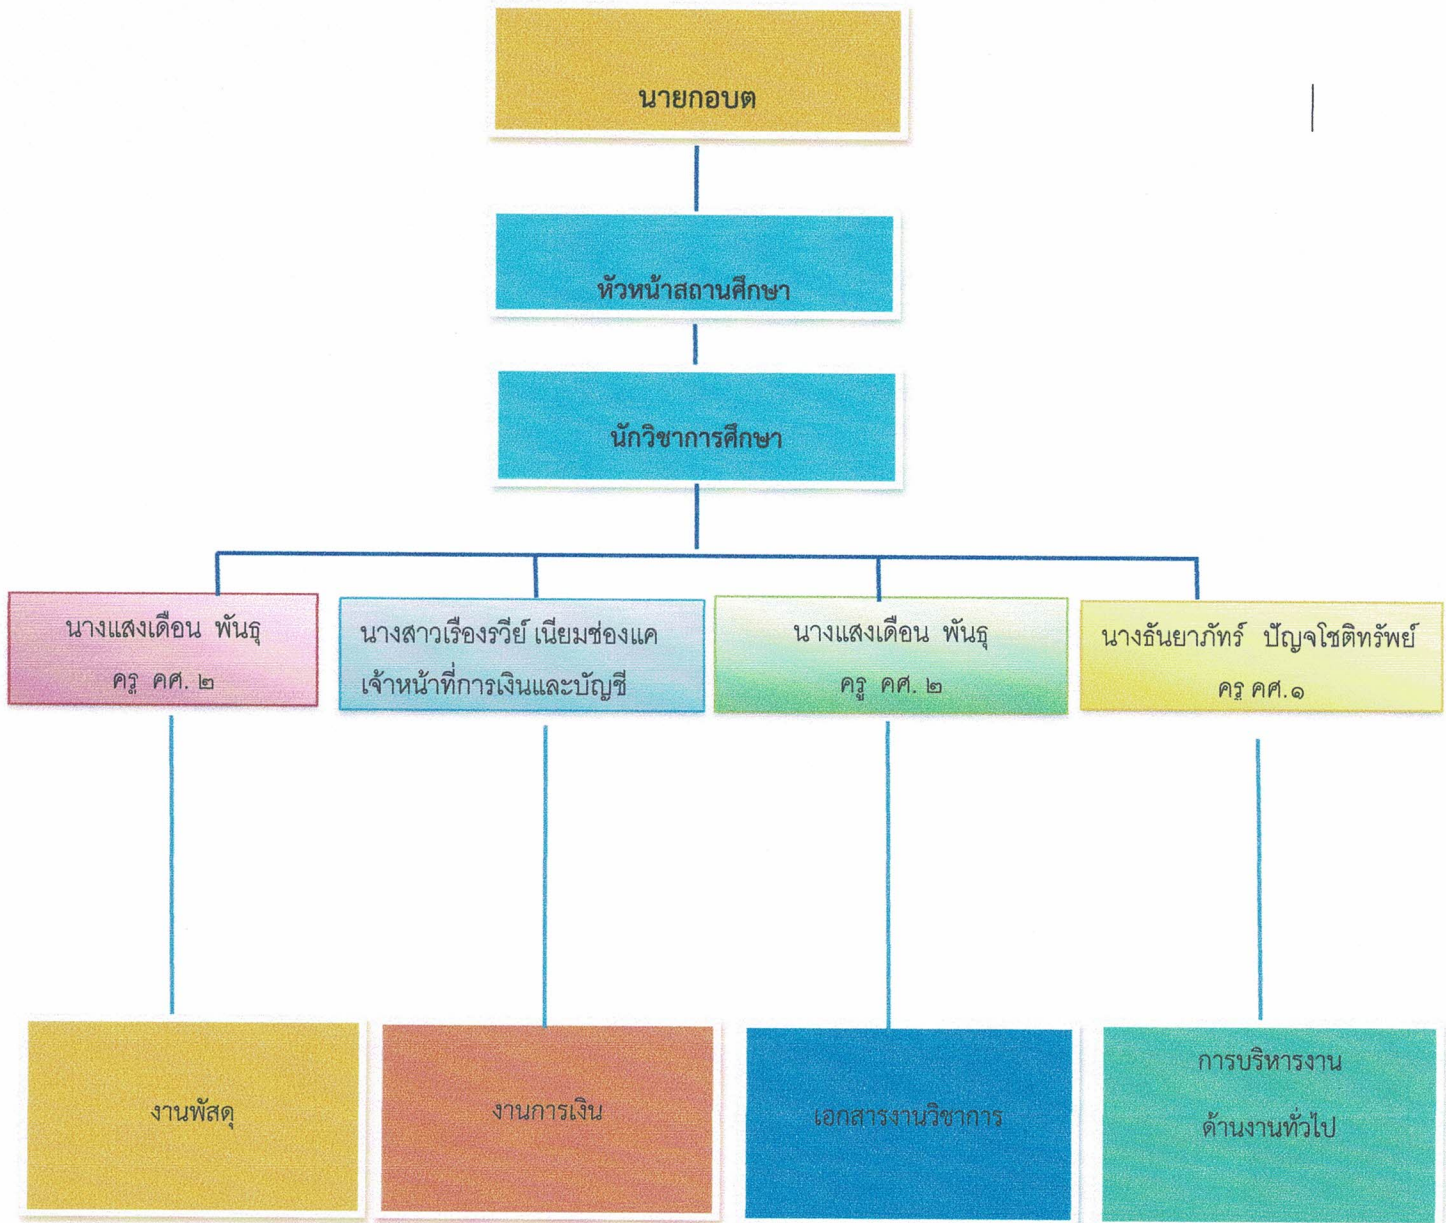 นายกอบต
หัวหน้าสถานศึกษา
นักวิชาการศึกษา
นางแสงเดือน พันธุ
ครู คศ. ๒
นางสาวเรืองรวีย์ เนียมช่องแค
เจ้าหน้าที่การเงินและบัญชี
นางแสงเดือน พันธุ
ครู คศ. ๒
นางธันยาภัทร์ ปัญจโชติทรัพย์
ครู คศ.๑
งานพัสดุ
งานการเงิน
เอกสารงานวิชาการ
การบริหารงาน
ด้านงานทั่วไป